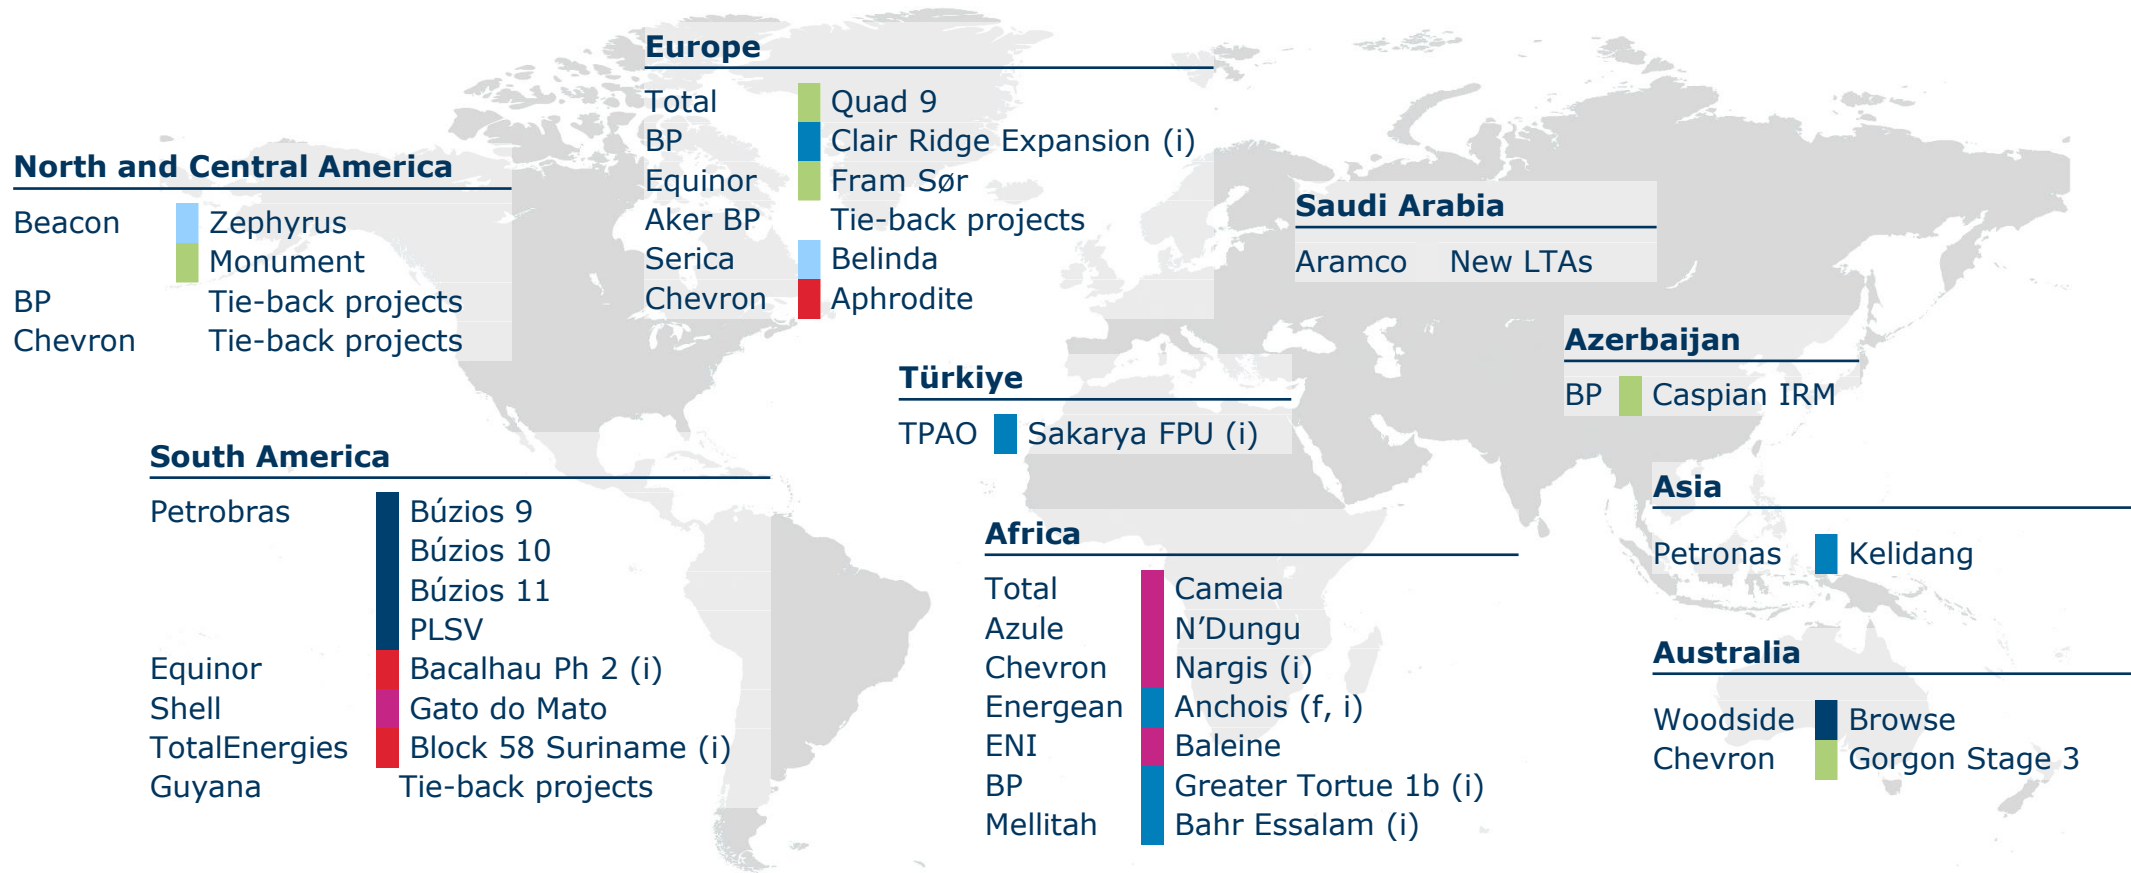 Europe
Total Quad 9
BP Clair Ridge Expansion (i)
Equinor Fram Sør
Aker BP Tie-back projects
Serica Belinda
Chevron Aphrodite
North and Central America
Beacon Zephyrus
Monument
BP Tie-back projects
Chevron Tie-back projects
Saudi Arabia
Aramco New LTAs
Azerbaijan
BP Caspian IRM
Türkiye
TPAO Sakarya FPU (i)
South America
Petrobras Búzios 9
Búzios 10
Búzios 11
PLSV
Equinor Bacalhau Ph 2 (i)
Shell Gato do Mato
TotalEnergies Block 58 Suriname (i)
Guyana Tie-back projects
Africa
Total Cameia
Azule N’Dungu
Chevron Nargis (i)
Energean Anchois (f, i)
ENI Baleine
BP Greater Tortue 1b (i)
Mellitah Bahr Essalam (i)
Asia
Petronas Kelidang
Australia
Woodside Browse
Chevron Gorgon Stage 3